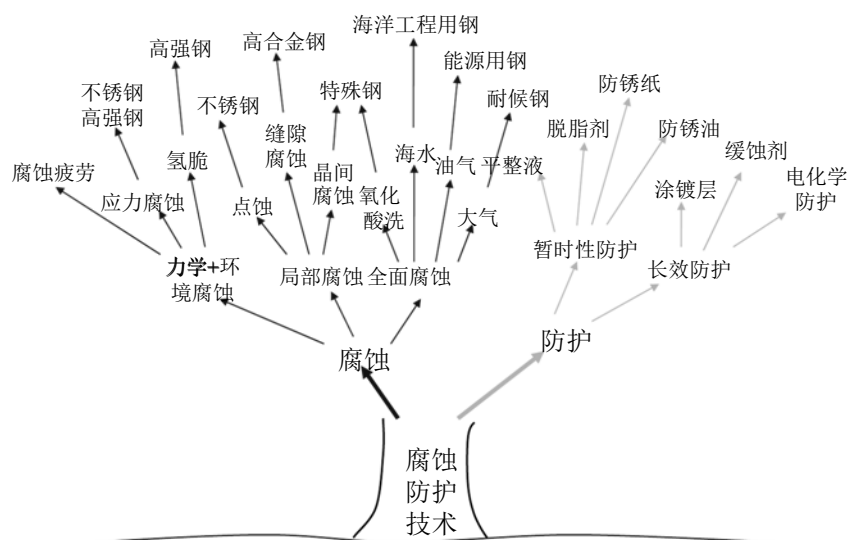 海洋工程用钢
高强钢
高合金钢
能源用钢
不锈钢
高强钢
不锈钢
特殊钢
耐候钢
防锈纸
脱脂剂
防锈油
缝隙
腐蚀
海水
油气
平整液
缓蚀剂
腐蚀疲劳
氢脆
晶间
腐蚀
氧化
酸洗
应力腐蚀
点蚀
大气
涂镀层
电化学
防护
力学+环
境腐蚀
局部腐蚀
全面腐蚀
暂时性防护
长效防护
腐蚀
防护
腐蚀
防护
技术